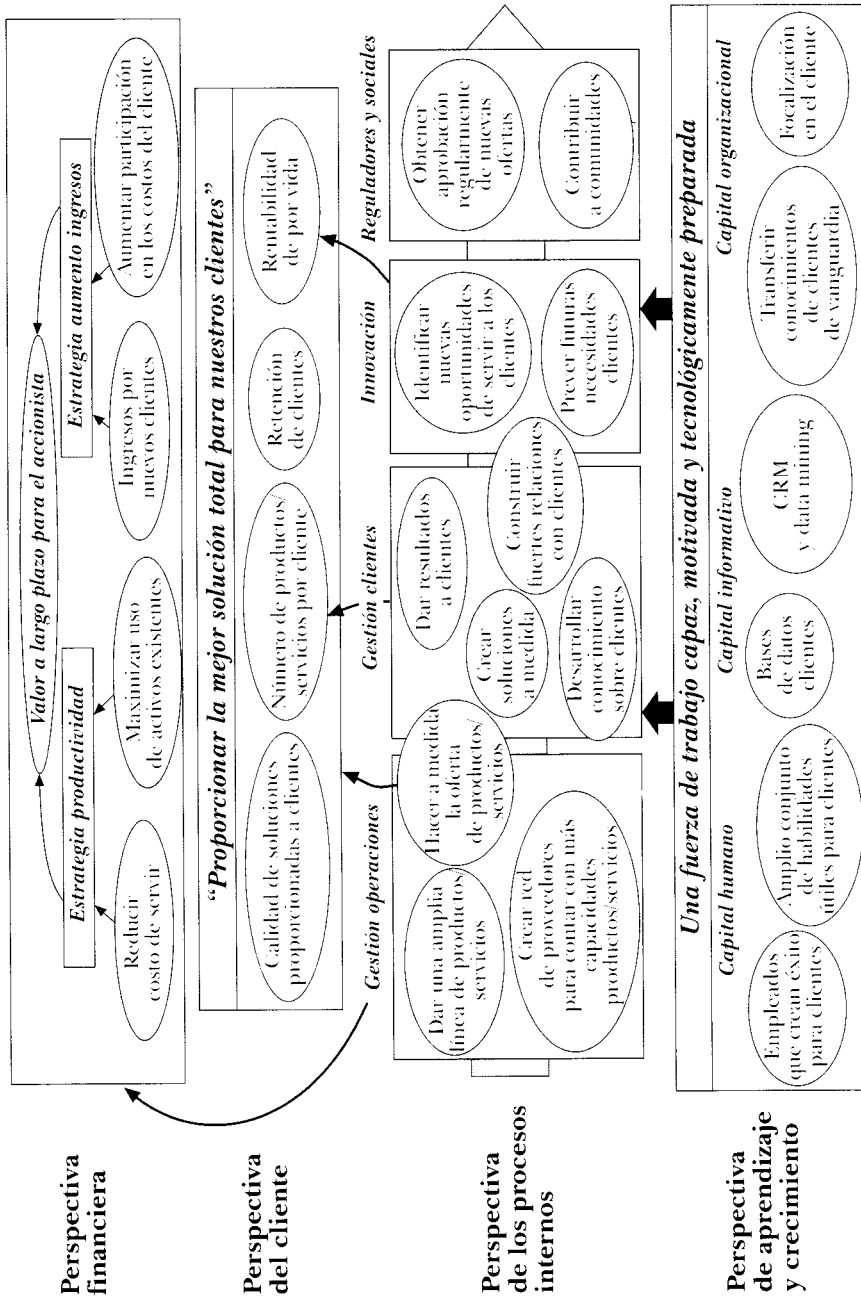 Perspectiva
financiera
Valor a largo plazo para el accionista
Estrategia productividad
Estrategia aumento ingresos
Reducir
costo de servir
Maximizar uso
de activos existentes
Ingresos por
nuevos clientes
Aumentar participación
en los costos del cliente
Perspectiva
del cliente
“Proporcionar la mejor solución total para nuestros clientes”
Calidad de soluciones
proporcionadas a clientes
Número de productos/
servicios por cliente
Retención
de clientes
Rentabilidad
de por vida
Perspectiva
de los procesos
internos
Gestión operaciones
Dar una amplia
línea de productos/
servicios
Hacer a medida
la oferta
de productos/
servicios
Crear red
de proveedores
para contar con más
capacidades
productos/servicios
Gestión clientes
Dar resultados
a clientes
Crear
soluciones
a medida
Construir
fuertes relaciones
con clientes
Desarrollar
conocimiento
sobre clientes
Innovación
Identificar
nuevas
oportunidades
de servir a los
clientes
Prever futuras
necesidades
clientes
Reguladores y sociales
Obtener
aprobación
regularmente
de nuevas
ofertas
Contribuir
a comunidades
Perspectiva
de aprendizaje
y crecimiento
Una fuerza de trabajo capaz, motivada y tecnológicamente preparada
Capital humano
Empleados
que crean éxito
para clientes
Amplio conjunto
de habilidades
útiles para clientes
Capital informativo
Bases
de datos
clientes
CRM
y data mining
Capital organizacional
Transferir
conocimientos
de clientes
de vanguardia
Focalización
en el cliente